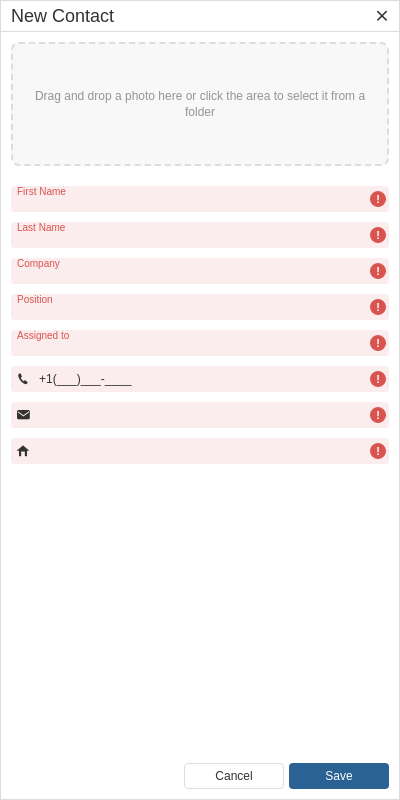 New Contact
Drag and drop a photo here or click the area to select it from a
folder
First Name
Last Name
Company
Position
Assigned to
+1(___)___-____
Cancel
Save